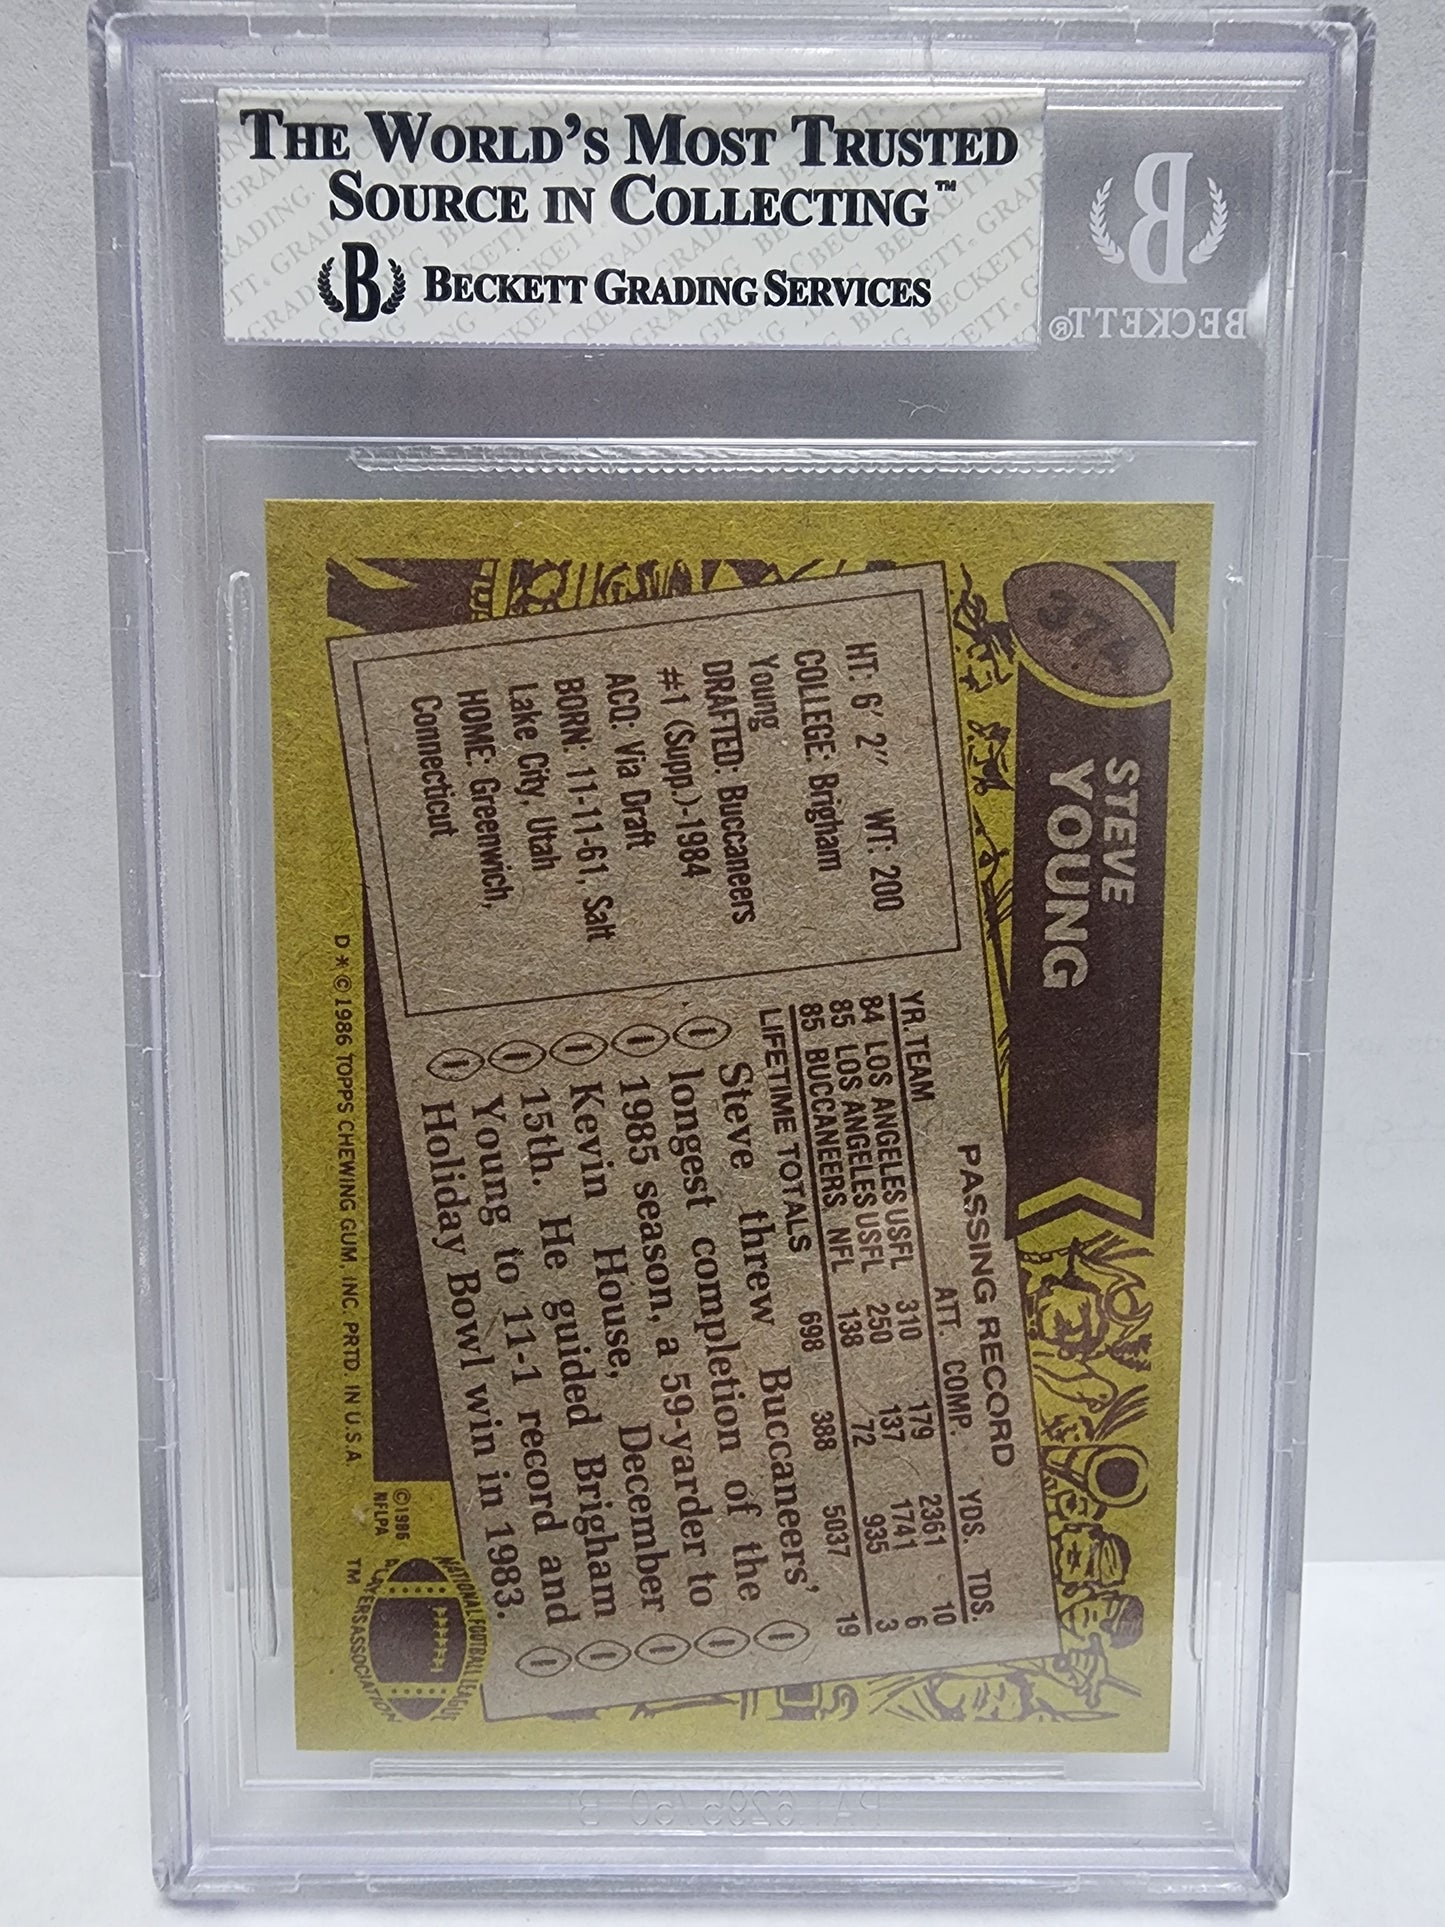 THE WORLD'S MOST TRUSTED
SOURCE IN COLLECTING™
B BECKETT GRADING SERVICES
B
BECKETT®
374
STEVE
YOUNG
HT: 6' 2" WT: 200
COLLEGE: Brigham
Young
DRAFTED: Buccaneers
#1 (Supp.)-1984
ACQ: Via Draft
BORN: 11-11-61, Salt
Lake City, Utah
HOME: Greenwich,
Connecticut
PASSING RECORD
YR. TEAM ATT. COMP. YDS. TDS.
84 LOS ANGELES USFL 310 179 2361 10
85 LOS ANGELES USFL 250 137 1741 6
85 BUCCANEERS NFL 138 72 935 3
LIFETIME TOTALS 698 388 5037 19
Steve threw Buccaneers'
longest completion of the
1985 season, a 59-yarder to
Kevin House, December
15th. He guided Brigham
Young to 11-1 record and
Holiday Bowl win in 1983.
D*©1986 TOPPS CHEWING GUM, INC. PRTD. IN U.S.A.
©1986
NFLPA
NATIONAL FOOTBALL LEAGUE
PLAYERS ASSOCIATION
TM